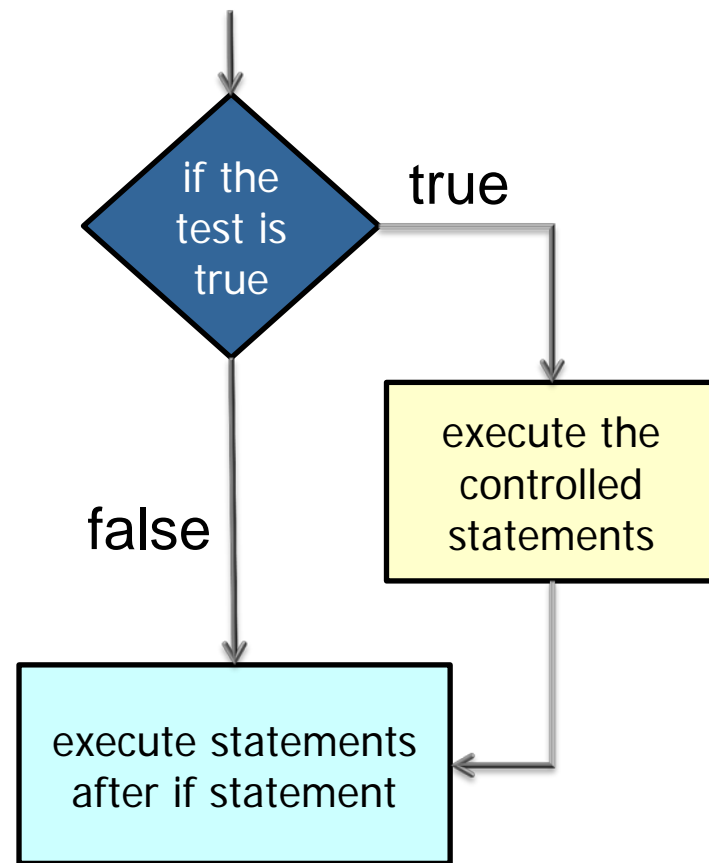 if the
test is
true
true
execute the
controlled
statements
false
execute statements
after if statement